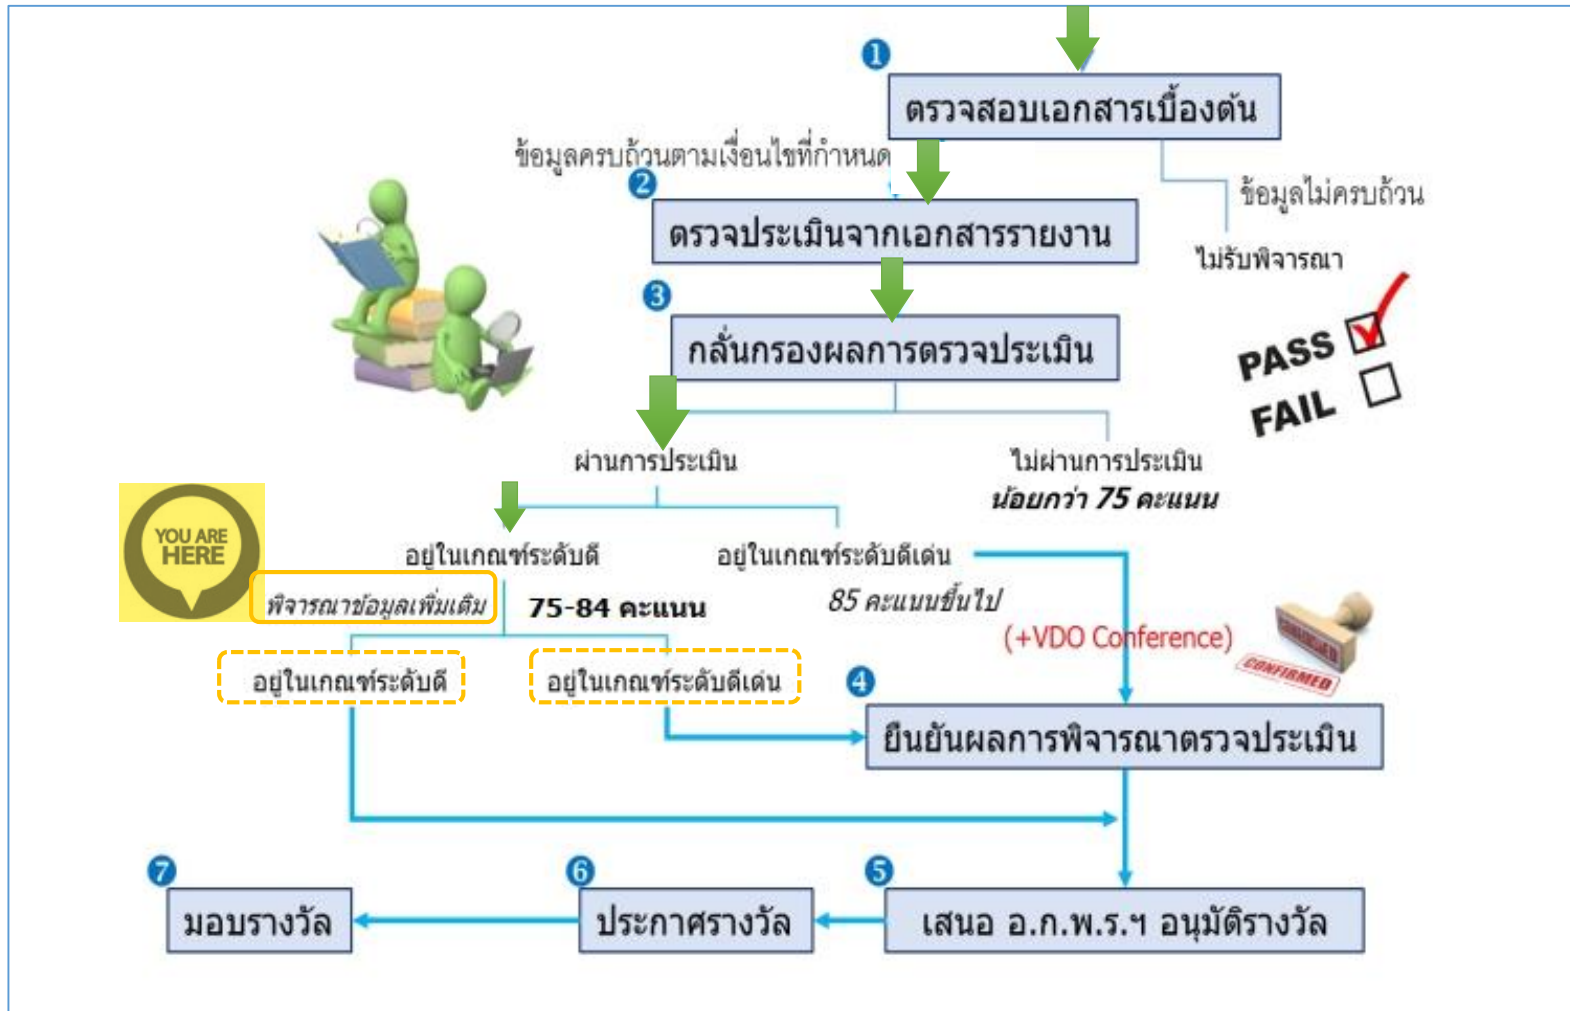 1
ตรวจสอบเอกสารเบื้องต้น
ข้อมูลครบถ้วนตามเงื่อนไขที่กำหนด
ข้อมูลไม่ครบถ้วน
ไม่รับพิจารณา
2
ตรวจประเมินจากเอกสารรายงาน
3
กลั่นกรองผลการตรวจประเมิน
PASS
FAIL
ผ่านการประเมิน
ไม่ผ่านการประเมิน
น้อยกว่า 75 คะแนน
YOU ARE
HERE
อยู่ในเกณฑ์ระดับดี
อยู่ในเกณฑ์ระดับดีเด่น
พิจารณาข้อมูลเพิ่มเติม
75-84 คะแนน
85 คะแนนขึ้นไป
(+VDO Conference)
CONFIRMED
CONFIRMED
อยู่ในเกณฑ์ระดับดี
อยู่ในเกณฑ์ระดับดีเด่น
4
ยืนยันผลการพิจารณาตรวจประเมิน
7
มอบรางวัล
6
ประกาศรางวัล
5
เสนอ อ.ก.พ.ร.ฯ อนุมัติรางวัล